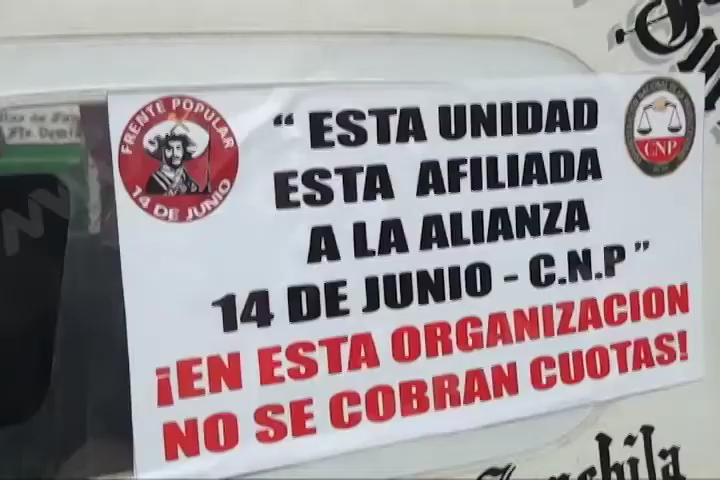 FRENTE POPULAR
14 DE JUNIO
" ESTA UNIDAD
ESTA AFILIADA
A LA ALIANZA
14 DE JUNIO - C.N.P "
¡EN ESTA ORGANIZACION
NO SE COBRAN CUOTAS!
CNP